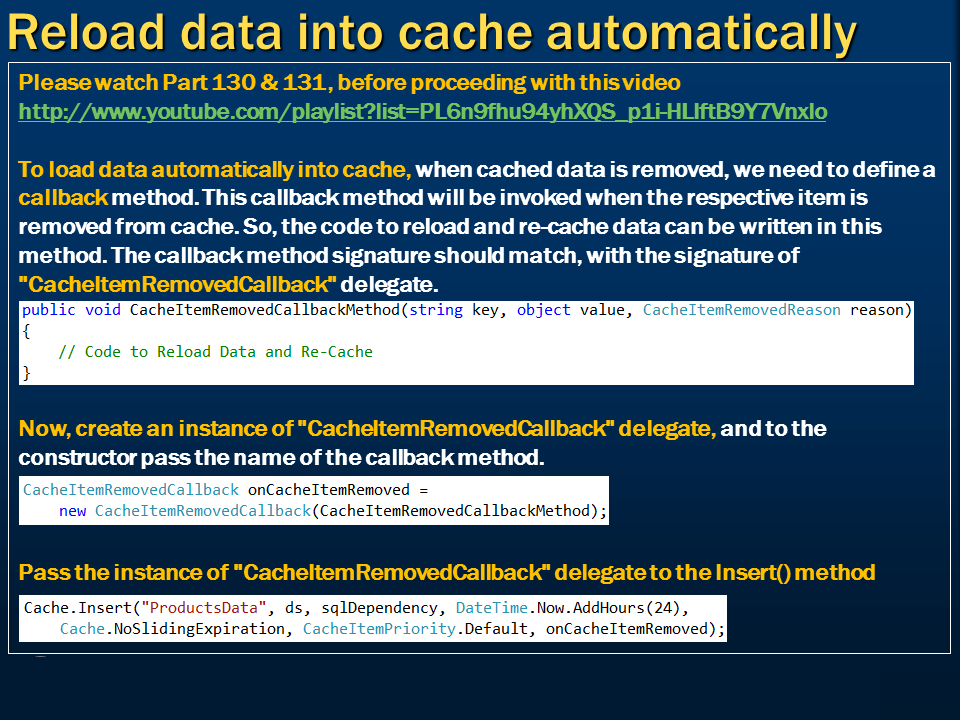 Reload data into cache automatically
Please watch Part 130 & 131, before proceeding with this video
http://www.youtube.com/playlist?list=PL6n9fhu94yhXQS_p1i-HLIftB9Y7Vnxlo
To load data automatically into cache, when cached data is removed, we need to define a
callback method. This callback method will be invoked when the respective item is
removed from cache. So, the code to reload and re-cache data can be written in this
method. The callback method signature should match, with the signature of
"CacheItemRemovedCallback" delegate.
public void CacheItemRemovedCallbackMethod(string key, object value, CacheItemRemovedReason reason)
{
// Code to Reload Data and Re-Cache
}
Now, create an instance of "CacheItemRemovedCallback" delegate, and to the
constructor pass the name of the callback method.
CacheItemRemovedCallback onCacheItemRemoved =
new CacheItemRemovedCallback(CacheItemRemovedCallbackMethod);
Pass the instance of "CacheItemRemovedCallback" delegate to the Insert() method
Cache.Insert("ProductsData", ds, sqlDependency, DateTime.Now.AddHours(24),
Cache.NoSlidingExpiration, CacheItemPriority.Default, onCacheItemRemoved);